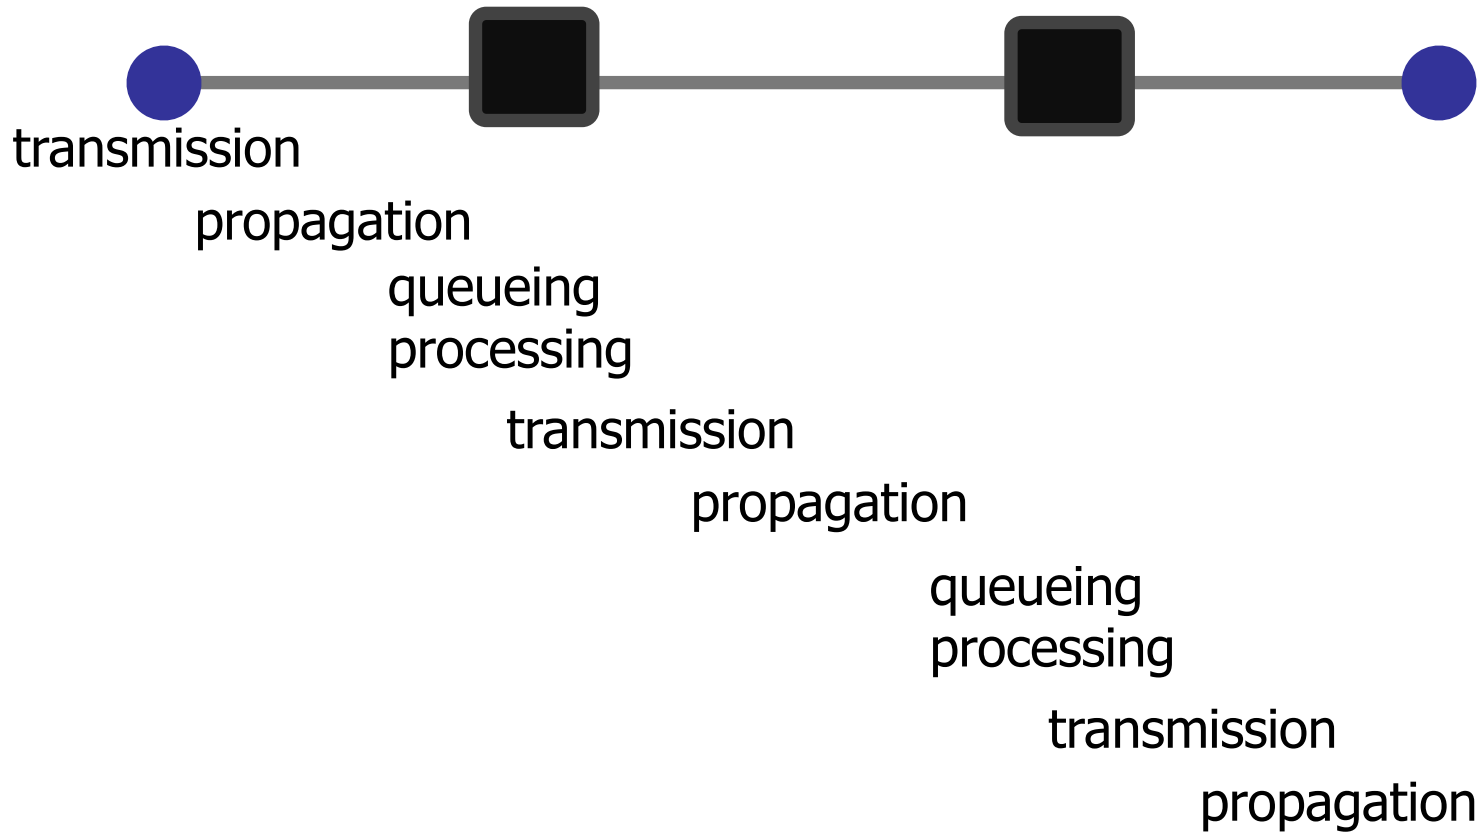 transmission
propagation
queueing
processing
transmission
propagation
queueing
processing
transmission
propagation